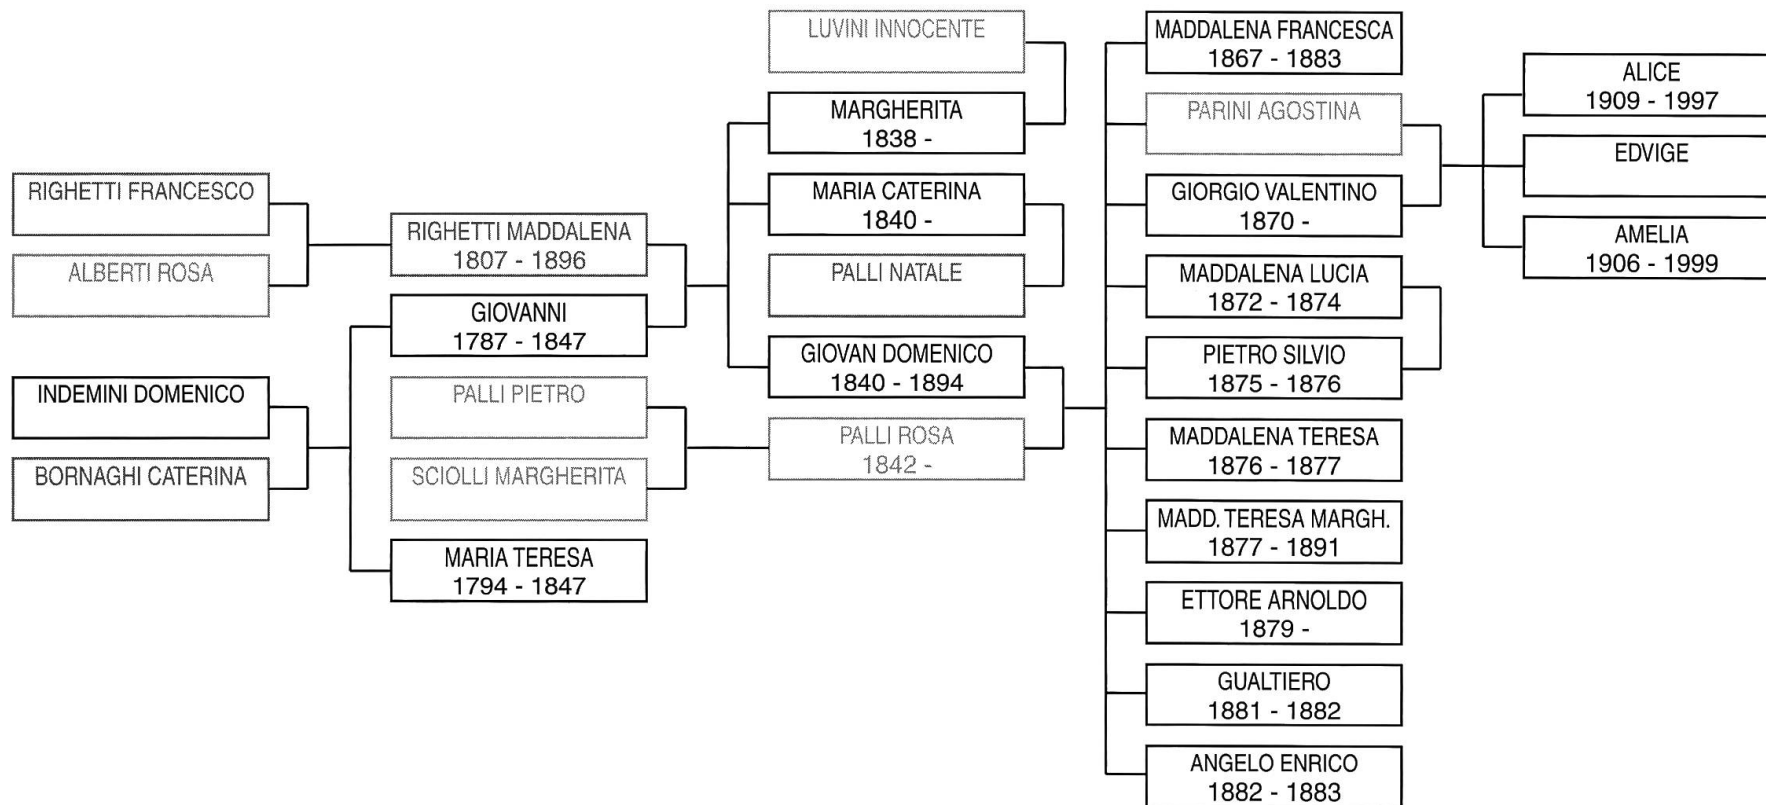 RIGHETTI FRANCESCO
ALBERTI ROSA
INDEMINI DOMENICO
BORNAGHI CATERINA
RIGHETTI MADDALENA
1807 - 1896
GIOVANNI
1787 - 1847
PALLI PIETRO
SCIOLLI MARGHERITA
MARIA TERESA
1794 - 1847
LUVINI INNOCENTE
MARGHERITA
1838 -
MARIA CATERINA
1840 -
PALLI NATALE
GIOVAN DOMENICO
1840 - 1894
PALLI ROSA
1842 -
MADDALENA FRANCESCA
1867 - 1883
PARINI AGOSTINA
GIORGIO VALENTINO
1870 -
MADDALENA LUCIA
1872 - 1874
PIETRO SILVIO
1875 - 1876
MADDALENA TERESA
1876 - 1877
MADD. TERESA MARGH.
1877 - 1891
ETTORE ARNOLDO
1879 -
GUALTIERO
1881 - 1882
ANGELO ENRICO
1882 - 1883
ALICE
1909 - 1997
EDVIGE
AMELIA
1906 - 1999